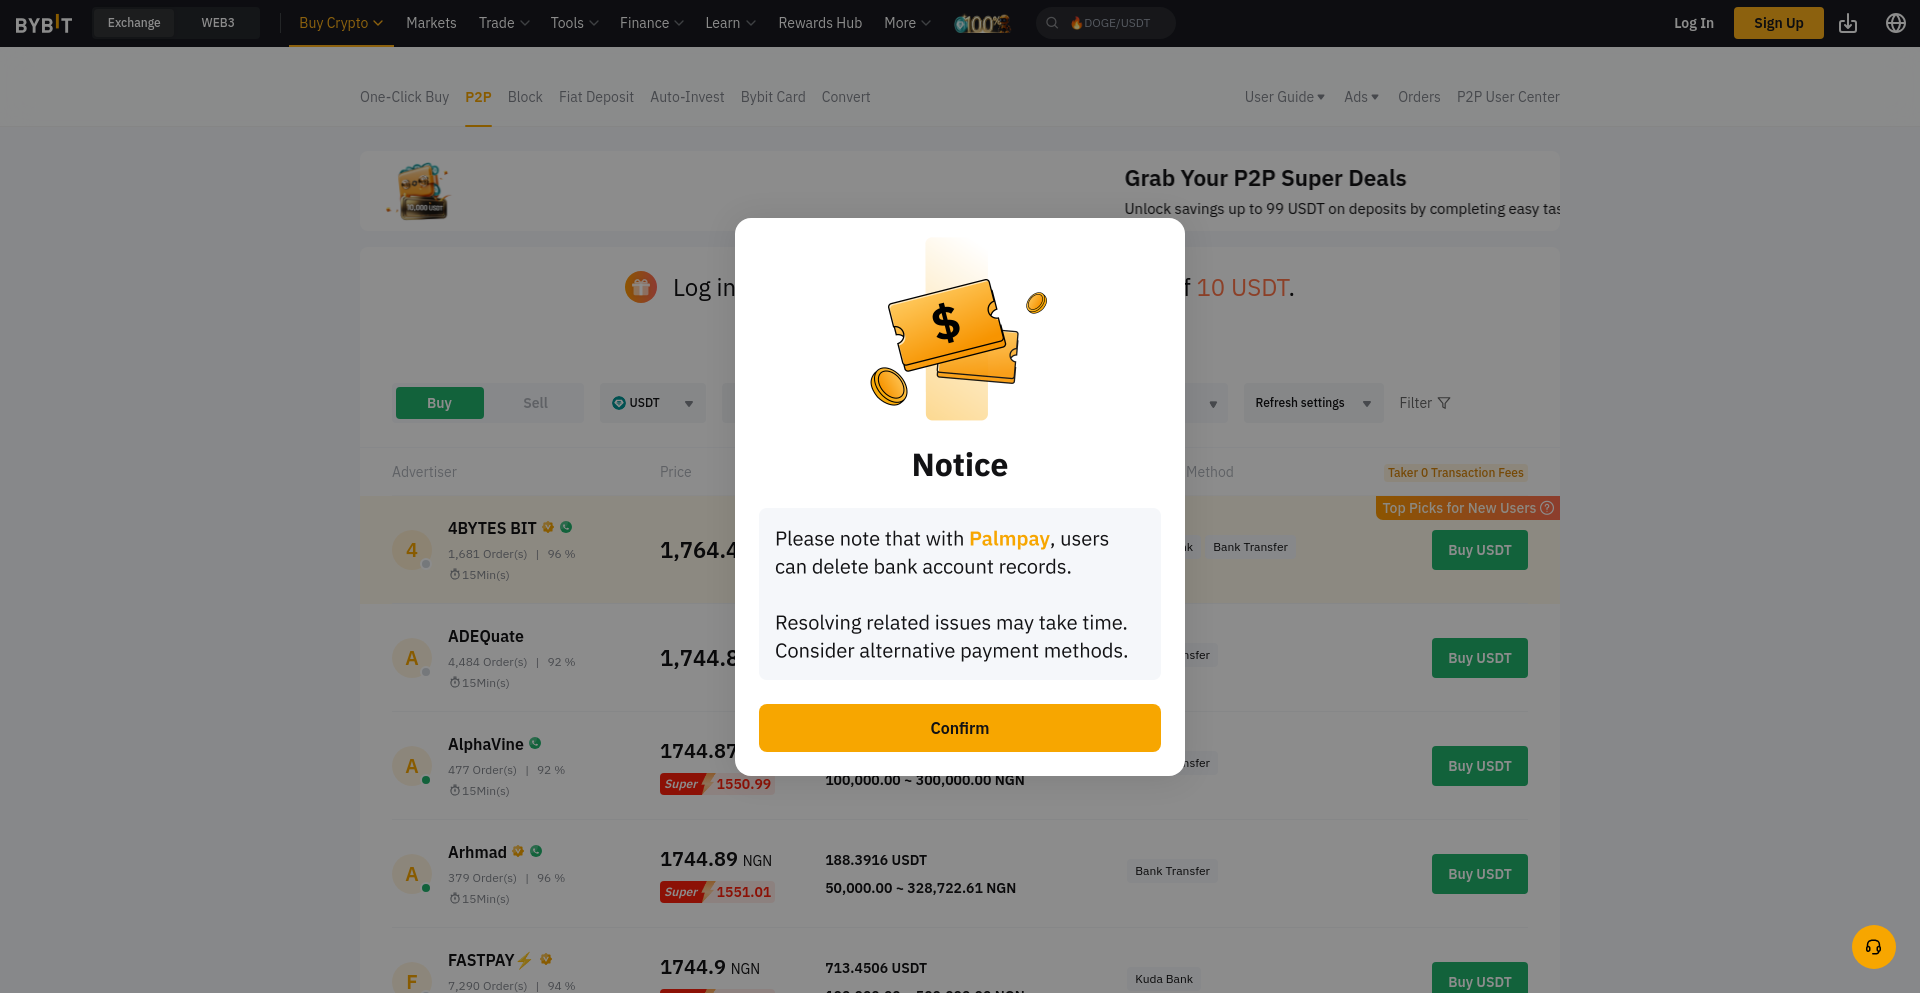 BYBIT
Exchange
WEB3
Buy Crypto
Markets
Trade
Tools
Finance
Learn
Rewards Hub
More
100%
DOGE/USDT
Log In
Sign Up
One-Click Buy
P2P
Block
Fiat Deposit
Auto-Invest
Bybit Card
Convert
User Guide
Ads
Orders
P2P User Center
Grab Your P2P Super Deals
Unlock savings up to 99 USDT on deposits by completing easy
Log in
10 USDT.
Buy
Sell
USDT
Refresh settings
Filter
Advertiser
Price
Method
Taker 0 Transaction Fees
Top Picks for New Users
4
4BYTES BIT
1,681 Order(s) | 96 %
15Min(s)
1,764.4
Bank Transfer
Buy USDT
A
ADEQuate
4,484 Order(s) | 92 %
15Min(s)
1,744.8
Buy USDT
A
AlphaVine
477 Order(s) | 92 %
15Min(s)
1744.87
Super 1550.99
100,000.00 ~ 300,000.00 NGN
Buy USDT
A
Arhmad
379 Order(s) | 96 %
15Min(s)
1744.89 NGN
Super 1551.01
188.3916 USDT
50,000.00 ~ 328,722.61 NGN
Bank Transfer
Buy USDT
F
FASTPAY⚡
7,290 Order(s) | 94 %
1744.9 NGN
713.4506 USDT
Kuda Bank
Buy USDT
$
Notice
Please note that with Palmpay, users
can delete bank account records.
Resolving related issues may take time.
Consider alternative payment methods.
Confirm